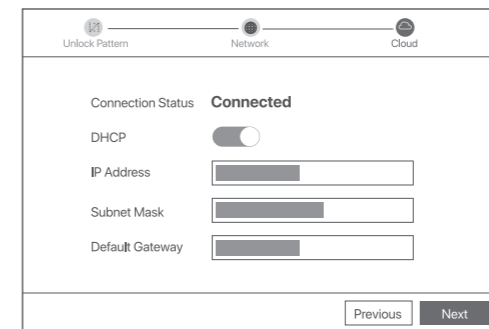 Unlock Pattern Network Cloud
Connection Status Connected
DHCP
IP Address
Subnet Mask
Default Gateway
Previous Next